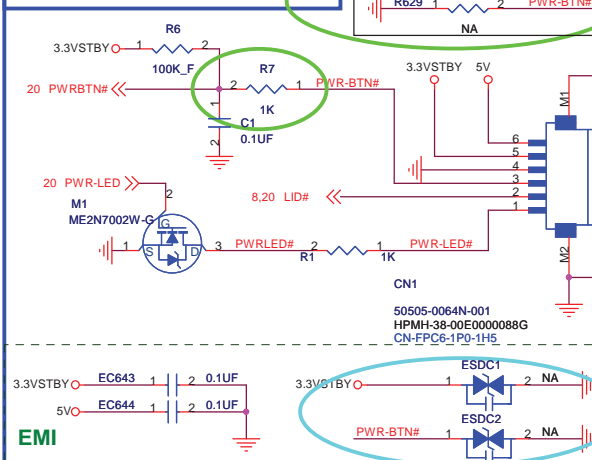 R629 1 2 PWR-BTN#
NA
R6
3.3VSTBY 1 2
100K_F
3.3VSTBY 5V
20 PWRBTN# 2 R7 1 PWR-BTN#
1K
1 C1
0.1UF
2
M1
6
5
4
3
2
1
20 PWR-LED
2
8,20 LID#
M1
ME2N7002W-G
G
1 S D 3 PWRLED# 2 1 PWR-LED#
R1 1K
M2
CN1
50505-0064N-001
HPMH-38-00E0000088G
CN-FPC6-1P0-1H5
3.3VSTBY EC643 1 2 0.1UF
5V EC644 1 2 0.1UF
EMI
ESDC1
3.3VSTBY 1 2 NA
ESDC2
PWR-BTN# 1 2 NA